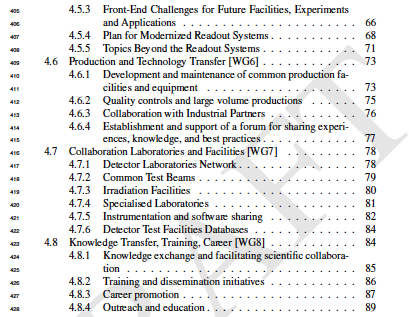 405 4.5.3 Front-End Challenges for Future Facilities, Experiments
406 and Applications . . . . . . . . . . . . . . . . . . . . 66
407 4.5.4 Plan for Modernized Readout Systems . . . . . . . . . 68
408 4.5.5 Topics Beyond the Readout Systems . . . . . . . . . . 71
409 4.6 Production and Technology Transfer [WG6] . . . . . . . . . . 73
410 4.6.1 Development and maintenance of common production fa-
411 cilities and equipment . . . . . . . . . . . . . . . . . 73
412 4.6.2 Quality controls and large volume productions . . . . . 75
413 4.6.3 Collaboration with Industrial Partners . . . . . . . . . 76
414 4.6.4 Establishment and support of a forum for sharing experi-
415 ences, knowledge, and best practices . . . . . . . . . . 77
416 4.7 Collaboration Laboratories and Facilities [WG7] . . . . . . . 78
417 4.7.1 Detector Laboratories Network . . . . . . . . . . . . . 78
418 4.7.2 Common Test Beams . . . . . . . . . . . . . . . . . . 79
419 4.7.3 Irradiation Facilities . . . . . . . . . . . . . . . . . 80
420 4.7.4 Specialised Laboratories . . . . . . . . . . . . . . . . 81
421 4.7.5 Instrumentation and software sharing . . . . . . . . . 82
422 4.7.6 Detector Test Facilities Databases . . . . . . . . . . . 84
423 4.8 Knowledge Transfer, Training, Career [WG8] . . . . . . . . . 84
424 4.8.1 Knowledge exchange and facilitating scientific collabora-
425 tion . . . . . . . . . . . . . . . . . . . . . . . . . . 85
426 4.8.2 Training and dissemination initiatives . . . . . . . . . 86
427 4.8.3 Career promotion . . . . . . . . . . . . . . . . . . . . 87
428 4.8.4 Outreach and education . . . . . . . . . . . . . . . . . 89
RAFT